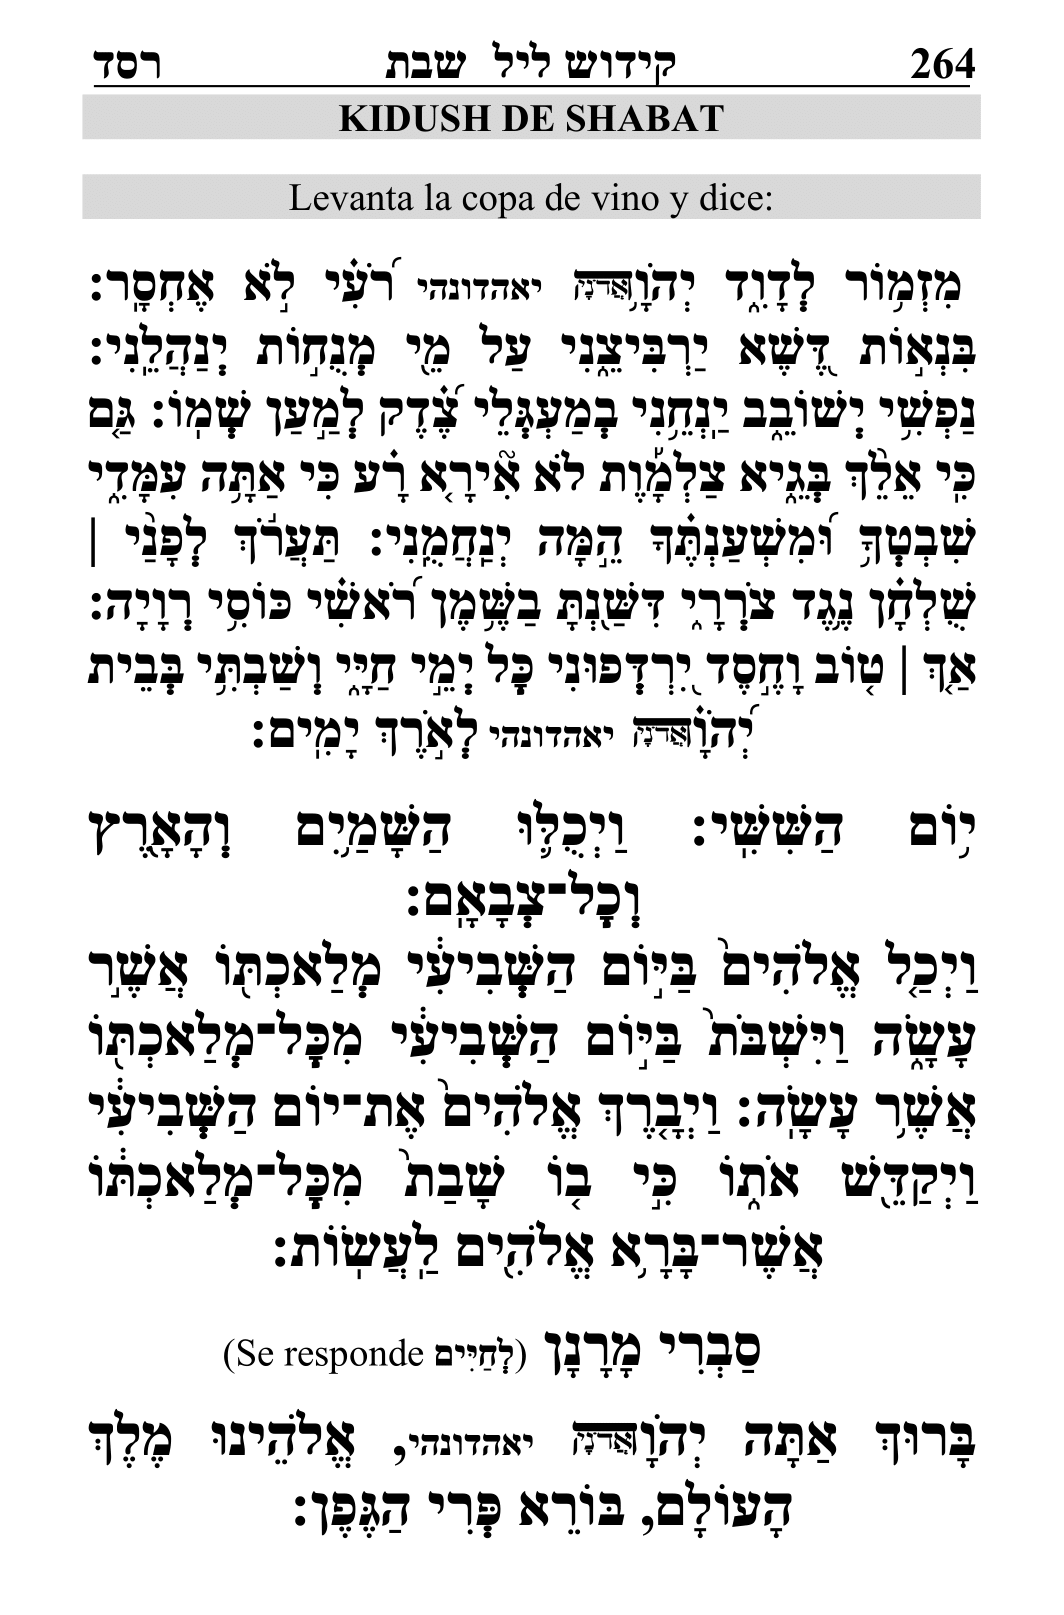 264 קידוש ליל שבת רסד
KIDUSH DE SHABAT
Levanta la copa de vino y dice:
מִזְמ֥וֹר לְדָוִ֑ד יְהֹוָ֥אֲדֹנָי יאהדונהי רֹ֝עִ֗י לֹ֣א אֶחְסָֽר׃
בִּנְא֣וֹת דֶּ֭שֶׁא יַרְבִּיצֵ֑נִי עַל מֵ֖י מְנֻח֣וֹת יְנַהֲלֵֽנִי׃
נַפְשִׁ֥י יְשׁוֹבֵ֑ב יַֽנְחֵ֥נִי בְמַעְגְּלֵי צֶ֝֗דֶק לְמַ֣עַן שְׁמֽוֹ׃ גַּ֤ם
כִּֽי אֵלֵ֨ךְ בְּגֵ֪יא צַלְמָ֡וֶת לֹא אִ֘ירָ֤א רָ֗ע כִּי אַתָּ֥ה עִמָּדִ֑י
שִׁבְטְךָ֥ וּ֝מִשְׁעַנְתֶּ֗ךָ הֵ֣מָּה יְנַֽחֲמֻֽנִי׃ תַּעֲרֹ֬ךְ לְפָנַ֨י |
שֻׁלְחָ֗ן נֶ֥גֶד צֹרְרָ֑י דִּשַּׁ֖נְתָּ בַשֶּׁ֥מֶן רֹ֝אשִׁ֗י כּוֹסִ֥י רְוָיָֽה׃
אַ֤ךְ | ט֤וֹב וָחֶ֣סֶד יִ֭רְדְּפוּנִי כָּל יְמֵ֣י חַיָּ֑י וְשַׁבְתִּ֥י בְּבֵית
יְ֝הֹוָ֗אֲדֹנָי יאהדונהי לְאֹ֣רֶךְ יָמִֽים׃
י֥וֹם הַשִּׁשִּֽׁי׃ וַיְכֻלּ֛וּ הַשָּׁמַ֥יִם וְהָאָ֖רֶץ
וְכָל־צְבָאָֽם׃
וַיְכַ֤ל אֱלֹהִים֙ בַּיּ֣וֹם הַשְּׁבִיעִ֔י מְלַאכְתּ֖וֹ אֲשֶׁ֣ר
עָשָׂ֑ה וַיִּשְׁבֹּת֙ בַּיּ֣וֹם הַשְּׁבִיעִ֔י מִכָּל־מְלַאכְתּ֖וֹ
אֲשֶׁ֥ר עָשָֽׂה׃ וַיְבָ֤רֶךְ אֱלֹהִים֙ אֶת־יוֹם הַשְּׁבִיעִ֔י
וַיְקַדֵּ֖שׁ אֹת֑וֹ כִּ֣י ב֤וֹ שָׁבַת֙ מִכָּל־מְלַאכְתּ֔וֹ
אֲשֶׁר־בָּרָ֥א אֱלֹהִ֖ים לַֽעֲשֽׂוֹת׃
סַבְרִי מָרָנָן (Se responde לְחַיִּים)
בָּרוּךְ אַתָּה יְהֹוָאֲדֹנָי יאהדונהי, אֱלֹהֵינוּ מֶלֶךְ
הָעוֹלָם, בּוֹרֵא פְּרִי הַגֶּפֶן׃